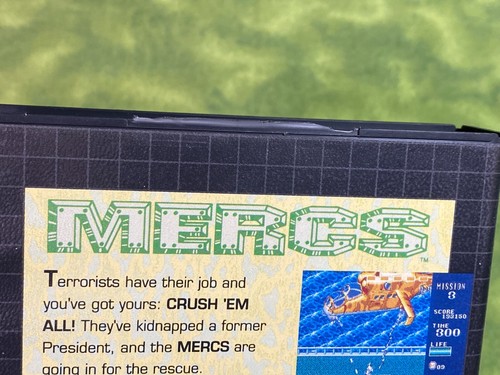 MERCS
TM
Terrorists have their job and
you've got yours: CRUSH 'EM
ALL! They've kidnapped a former
President, and the MERCS are
going in for the rescue.
MISSION
3
SCORE
TIME
300
LIFE